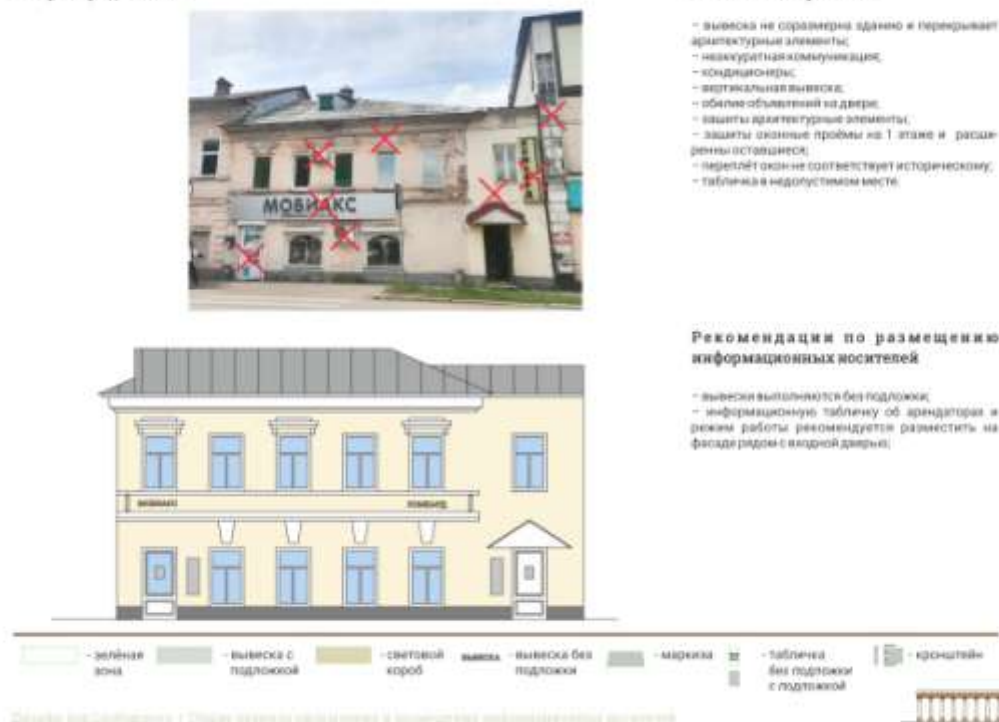 - вывеска не соразмерна зданию и перекрывает
архитектурные элементы;
- неаккуратная коммуникация;
- кондиционеры;
- вертикальная вывеска;
- обилие объявлений на двери;
- зашиты архитектурные элементы;
- зашиты оконные проёмы на 1 этаже и расши-
ренны оставшиеся;
- переплёт окон не соответствует историческому;
- табличка в недопустимом месте.
МОБИАКС
Рекомендации по размещению
информационных носителей
- вывески выполняются без подложки;
- информационную табличку об арендаторах и
режим работы рекомендуется разместить на
фасаде рядом с входной дверью;
ЛОМБАРД
- зелёная
зона
- вывеска с
подложкой
- световой
короб
вывеска
- вывеска без
подложки
- маркиза
- табличка
без подложки
с подложкой
- кронштейн